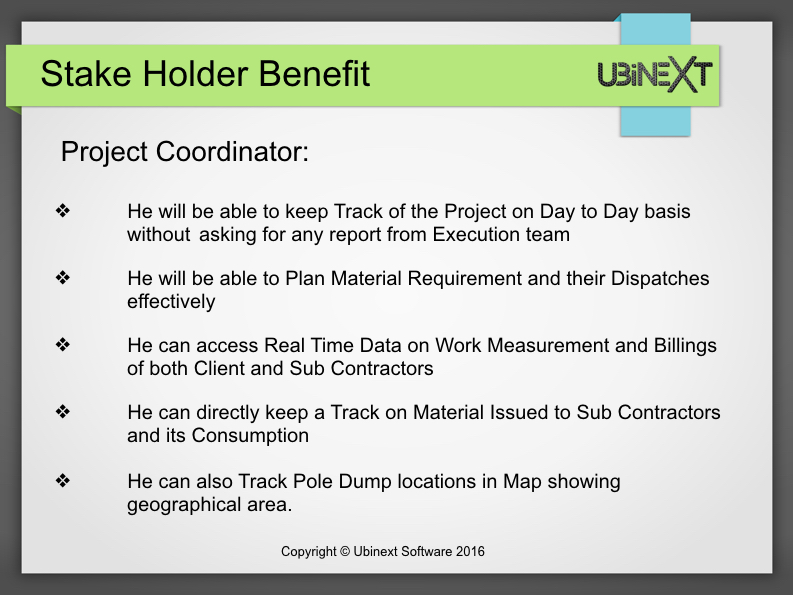 Stake Holder Benefit
UBiNEXT
Project Coordinator:
❖ He will be able to keep Track of the Project on Day to Day basis
without asking for any report from Execution team
❖ He will be able to Plan Material Requirement and their Dispatches
effectively
❖ He can access Real Time Data on Work Measurement and Billings
of both Client and Sub Contractors
❖ He can directly keep a Track on Material Issued to Sub Contractors
and its Consumption
❖ He can also Track Pole Dump locations in Map showing
geographical area.
Copyright © Ubinext Software 2016